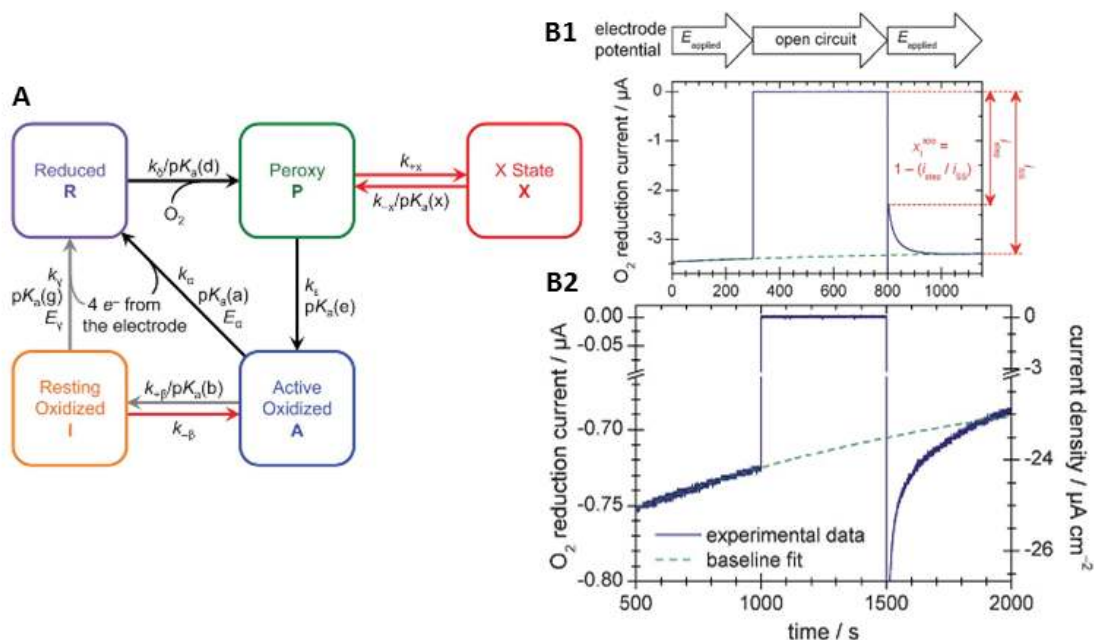 A
Reduced
R
kδ/pKa(d)
O2
Peroxy
P
k+x
k−x/pKa(x)
X State
X
kγ
pKa(g)
Eγ
4 e− from
the electrode
kα
pKa(a)
Eα
kε
pKa(e)
Resting
Oxidized
I
k+β/pKa(b)
k−β
Active
Oxidized
A
B1
electrode
potential
Eapplied
open circuit
Eapplied
O2 reduction current / μA
0
-1
-2
-3
1 − (istep / iSS)
istep
iSS
0 200 400 600 800 1000
B2
O2 reduction current / μA
0.00
-0.05
-0.70
-0.75
-0.80
experimental data
baseline fit
0
-3
-24
-26
current density / μA cm−2
500 1000 1500 2000
time / s